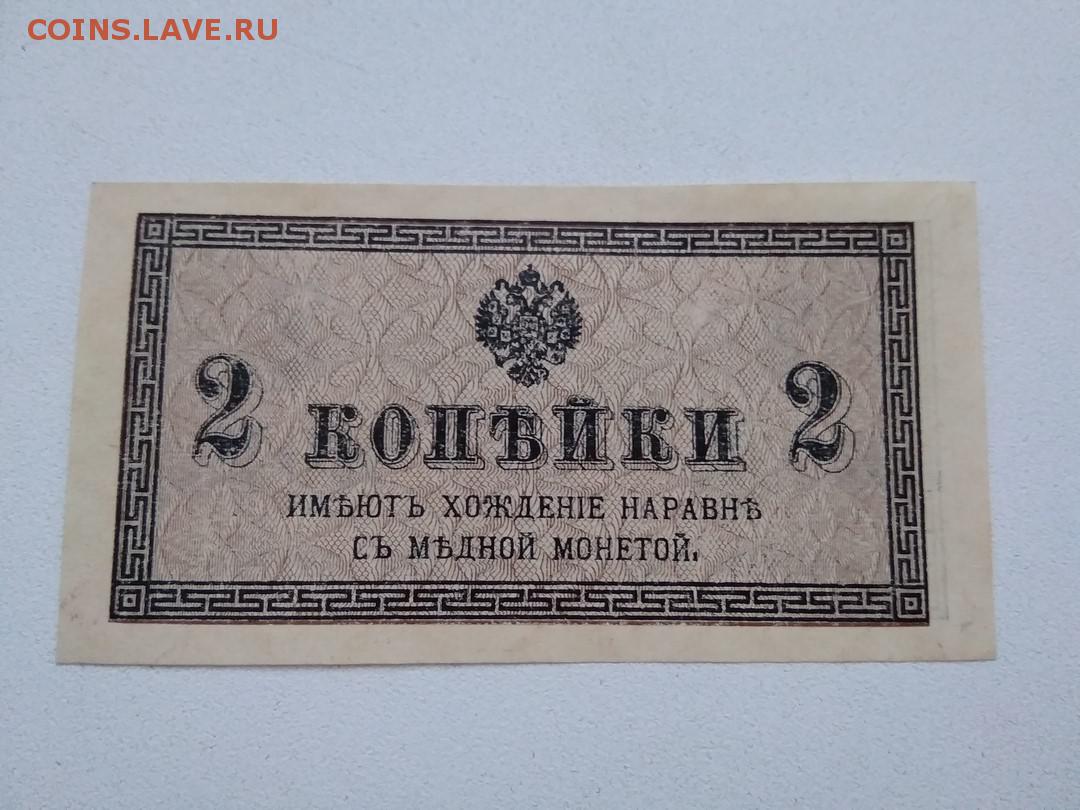 COINS.LAVE.RU
2 КОПѢЙКИ 2
ИМѢЮТЪ ХОЖДЕНІЕ НАРАВНѢ
СЪ МѢДНОЙ МОНЕТОЙ.